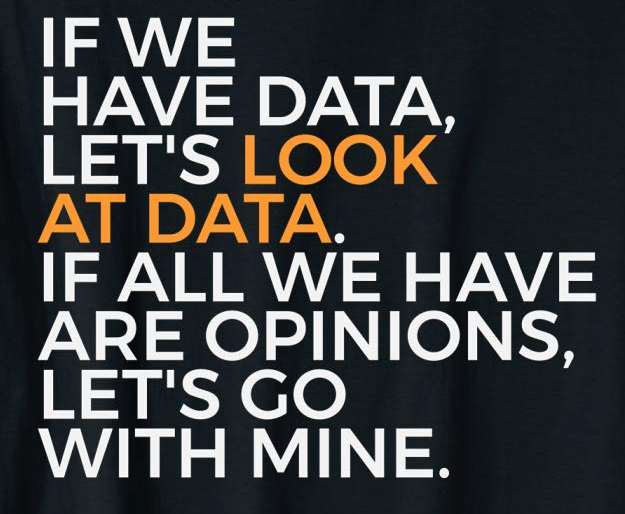 IF WE
HAVE DATA,
LET'S LOOK
AT DATA.
IF ALL WE HAVE
ARE OPINIONS,
LET'S GO
WITH MINE.